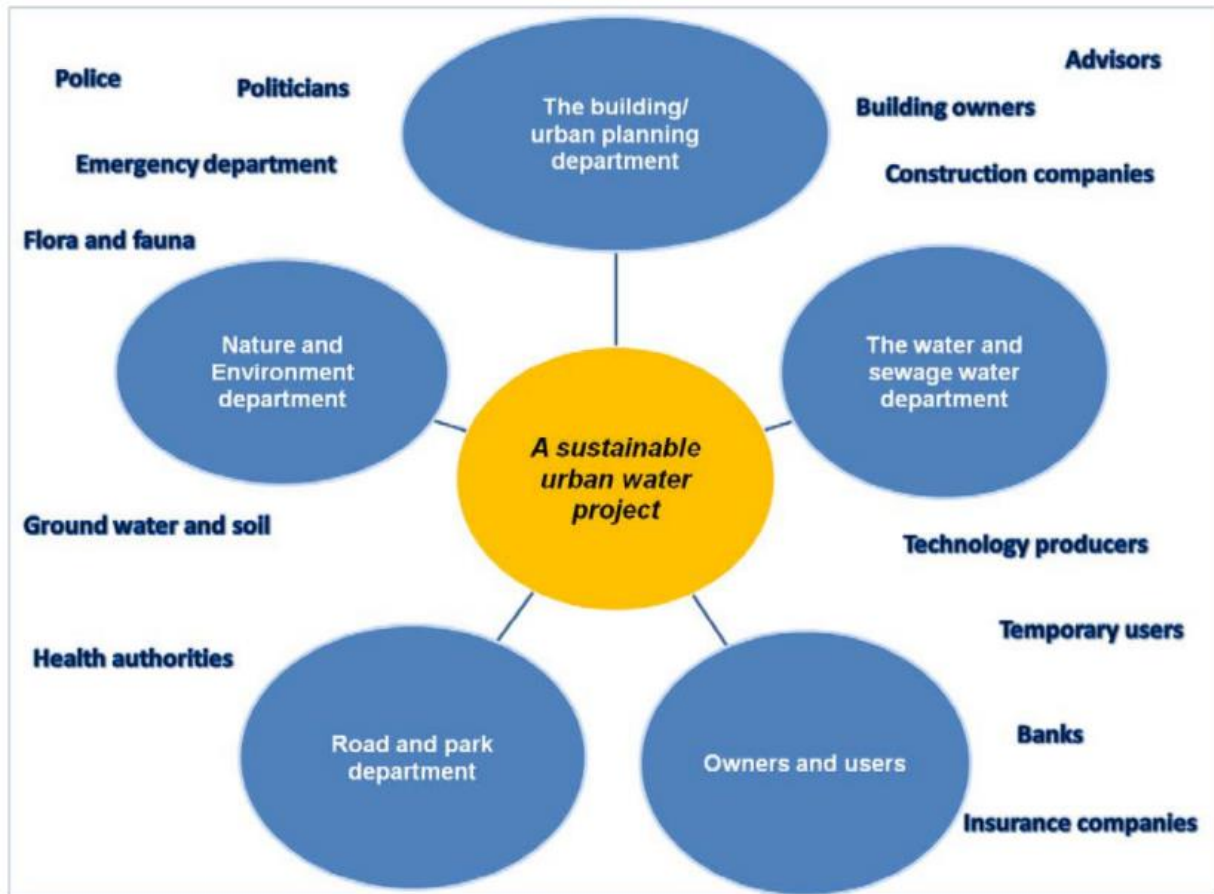 Police
Politicians
Emergency department
Flora and fauna
The building/
urban planning
department
Advisors
Building owners
Construction companies
Nature and
Environment
department
The water and
sewage water
department
A sustainable
urban water
project
Ground water and soil
Technology producers
Health authorities
Temporary users
Road and park
department
Owners and users
Banks
Insurance companies